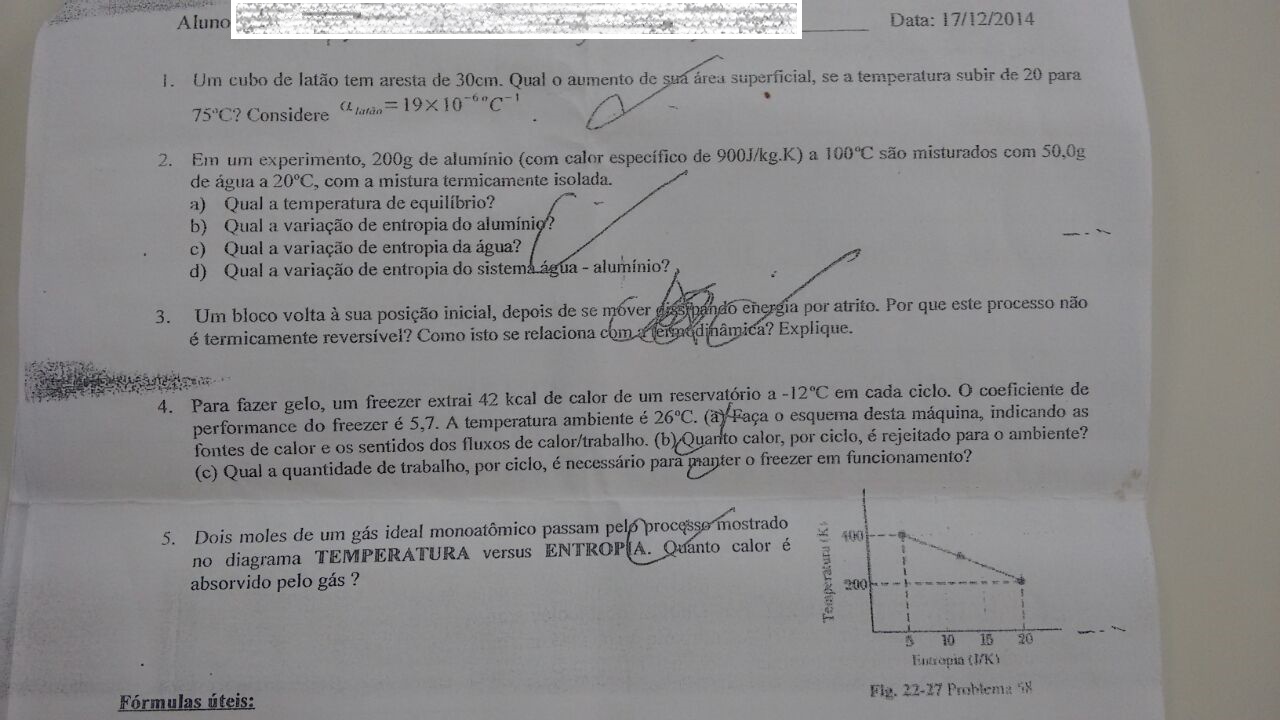 Aluno
Data: 17/12/2014
1. Um cubo de latão tem aresta de 30cm. Qual o aumento de sua área superficial, se a temperatura subir de 20 para
75ºC? Considere α latão = 19×10⁻⁶ ºC⁻¹ .
2. Em um experimento, 200g de alumínio (com calor específico de 900J/kg.K) a 100ºC são misturados com 50,0g
de água a 20ºC, com a mistura termicamente isolada.
a) Qual a temperatura de equilíbrio?
b) Qual a variação de entropia do alumínio?
c) Qual a variação de entropia da água?
d) Qual a variação de entropia do sistema água - alumínio?
3. Um bloco volta à sua posição inicial, depois de se mover dissipando energia por atrito. Por que este processo não
é termicamente reversível? Como isto se relaciona com a termodinâmica? Explique.
4. Para fazer gelo, um freezer extrai 42 kcal de calor de um reservatório a -12ºC em cada ciclo. O coeficiente de
performance do freezer é 5,7. A temperatura ambiente é 26ºC. (a) Faça o esquema desta máquina, indicando as
fontes de calor e os sentidos dos fluxos de calor/trabalho. (b) Quanto calor, por ciclo, é rejeitado para o ambiente?
(c) Qual a quantidade de trabalho, por ciclo, é necessário para manter o freezer em funcionamento?
5. Dois moles de um gás ideal monoatômico passam pelo processo mostrado
no diagrama TEMPERATURA versus ENTROPIA. Quanto calor é
absorvido pelo gás ?
Temperatura (K)
400
200
5 10 15 20
Entropia (J/K)
Fig. 22-27 Problema 58
Fórmulas úteis: